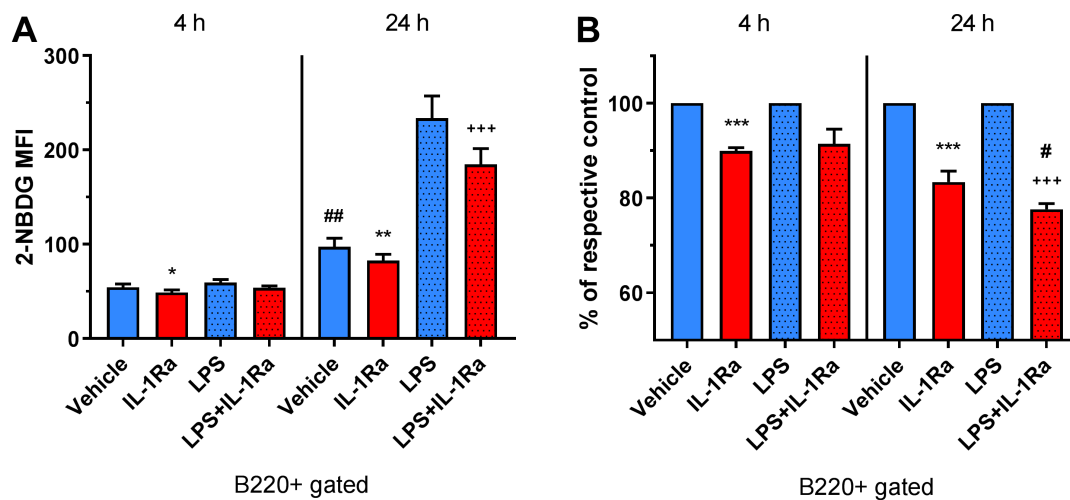 A
4 h
24 h
2-NBDG MFI
300
200
100
0
*
##
**
+++
Vehicle
IL-1Ra
LPS
LPS+IL-1Ra
Vehicle
IL-1Ra
LPS
LPS+IL-1Ra
B220+ gated
B
4 h
24 h
% of respective control
100
80
60
***
***
#
+++
Vehicle
IL-1Ra
LPS
LPS+IL-1Ra
Vehicle
IL-1Ra
LPS
LPS+IL-1Ra
B220+ gated